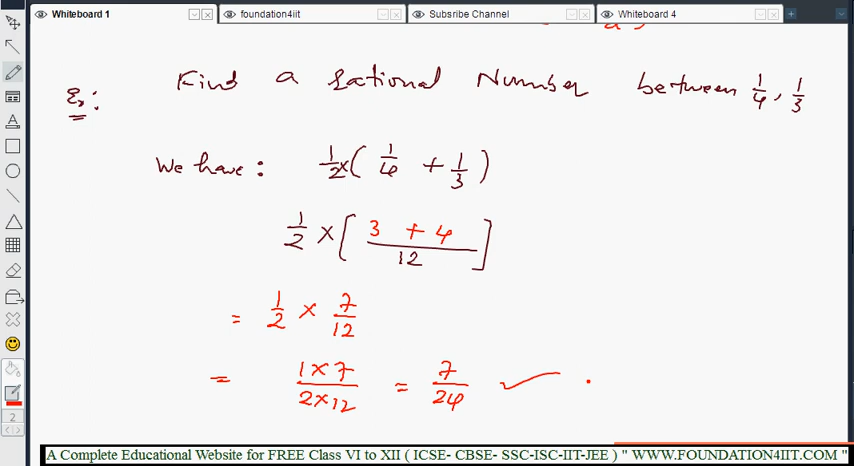 Whiteboard 1 foundation4iit Subsribe Channel Whiteboard 4
Ex: Find a Rational Number between 1/4, 1/3
We have: 1/2 × ( 1/4 + 1/3 )
1/2 × [ (3 + 4)/12 ]
= 1/2 × 7/12
= (1 × 7)/(2 × 12) = 7/24 ✓
2
A Complete Educational Website for FREE Class VI to XII ( ICSE- CBSE- SSC-ISC-IIT-JEE ) " WWW.FOUNDATION4IIT.COM "